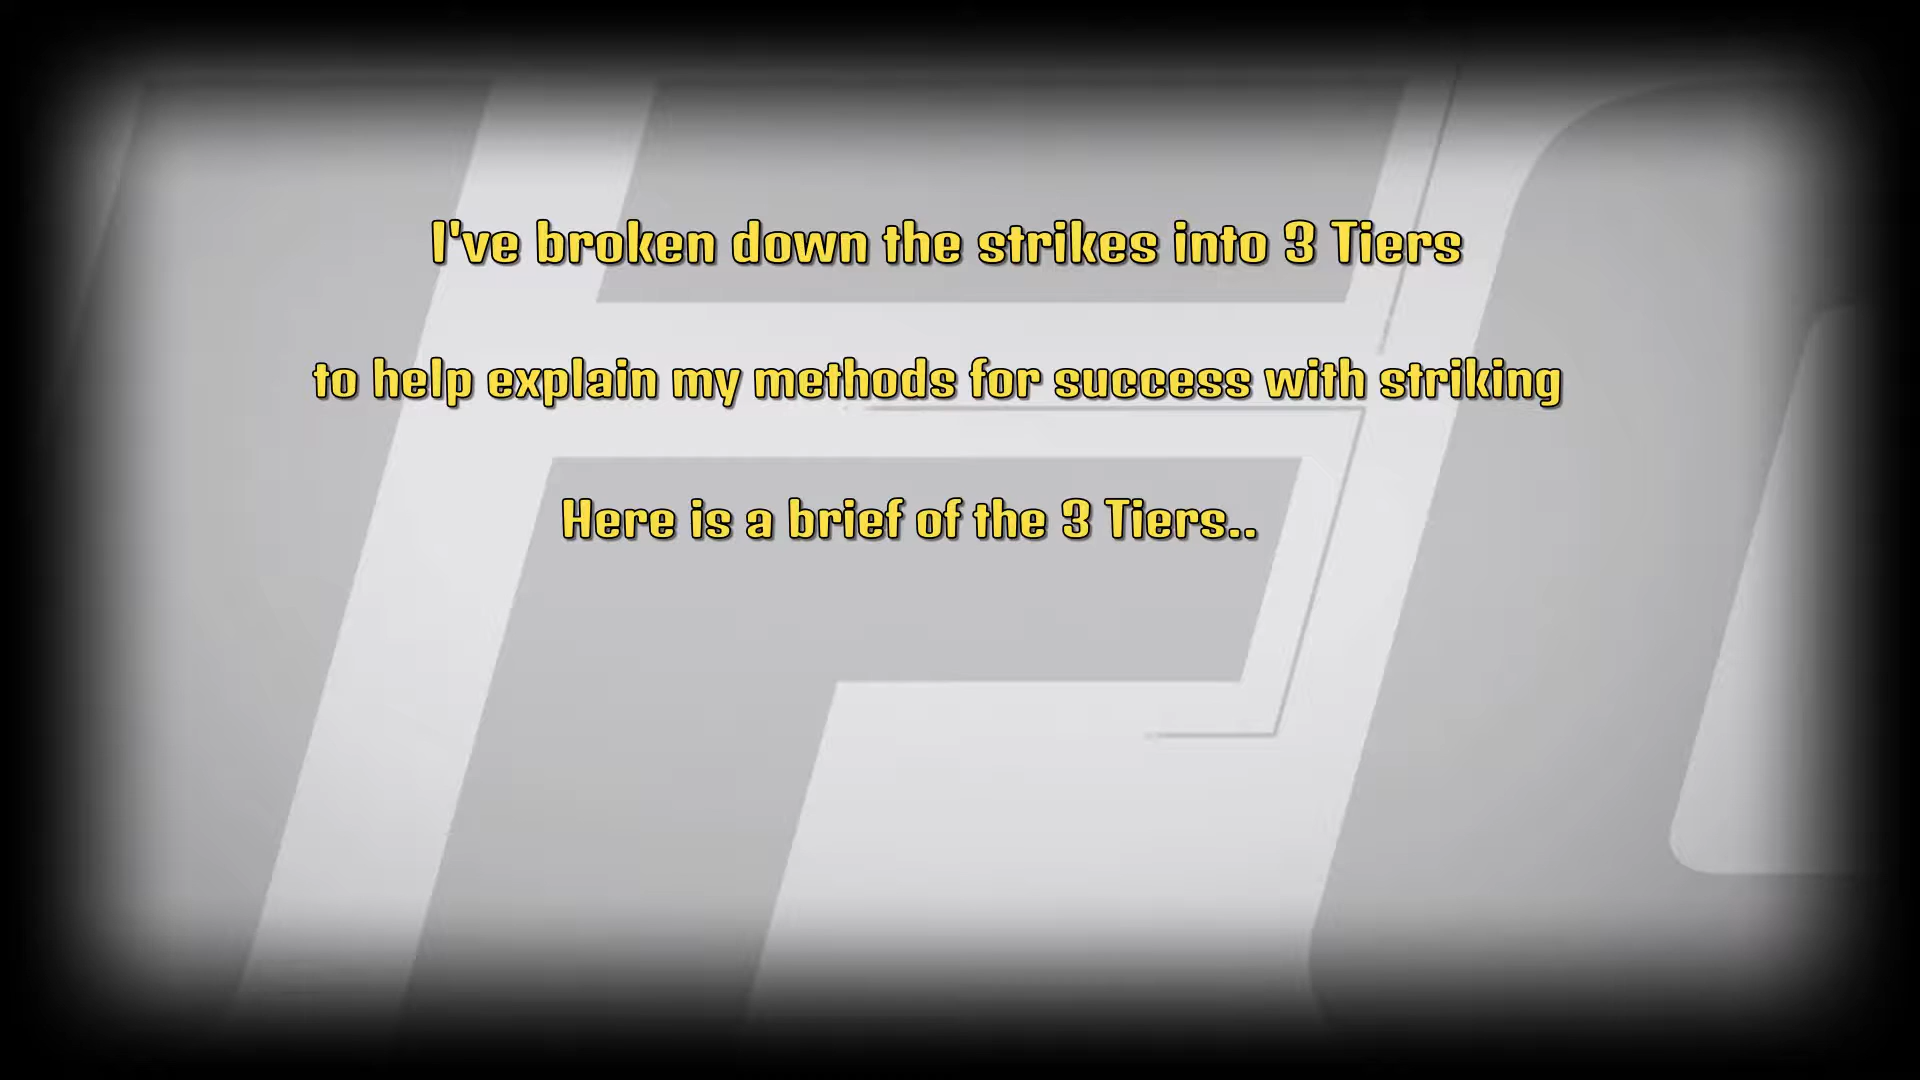 I've broken down the strikes into 3 Tiers
to help explain my methods for success with striking
Here is a brief of the 3 Tiers..